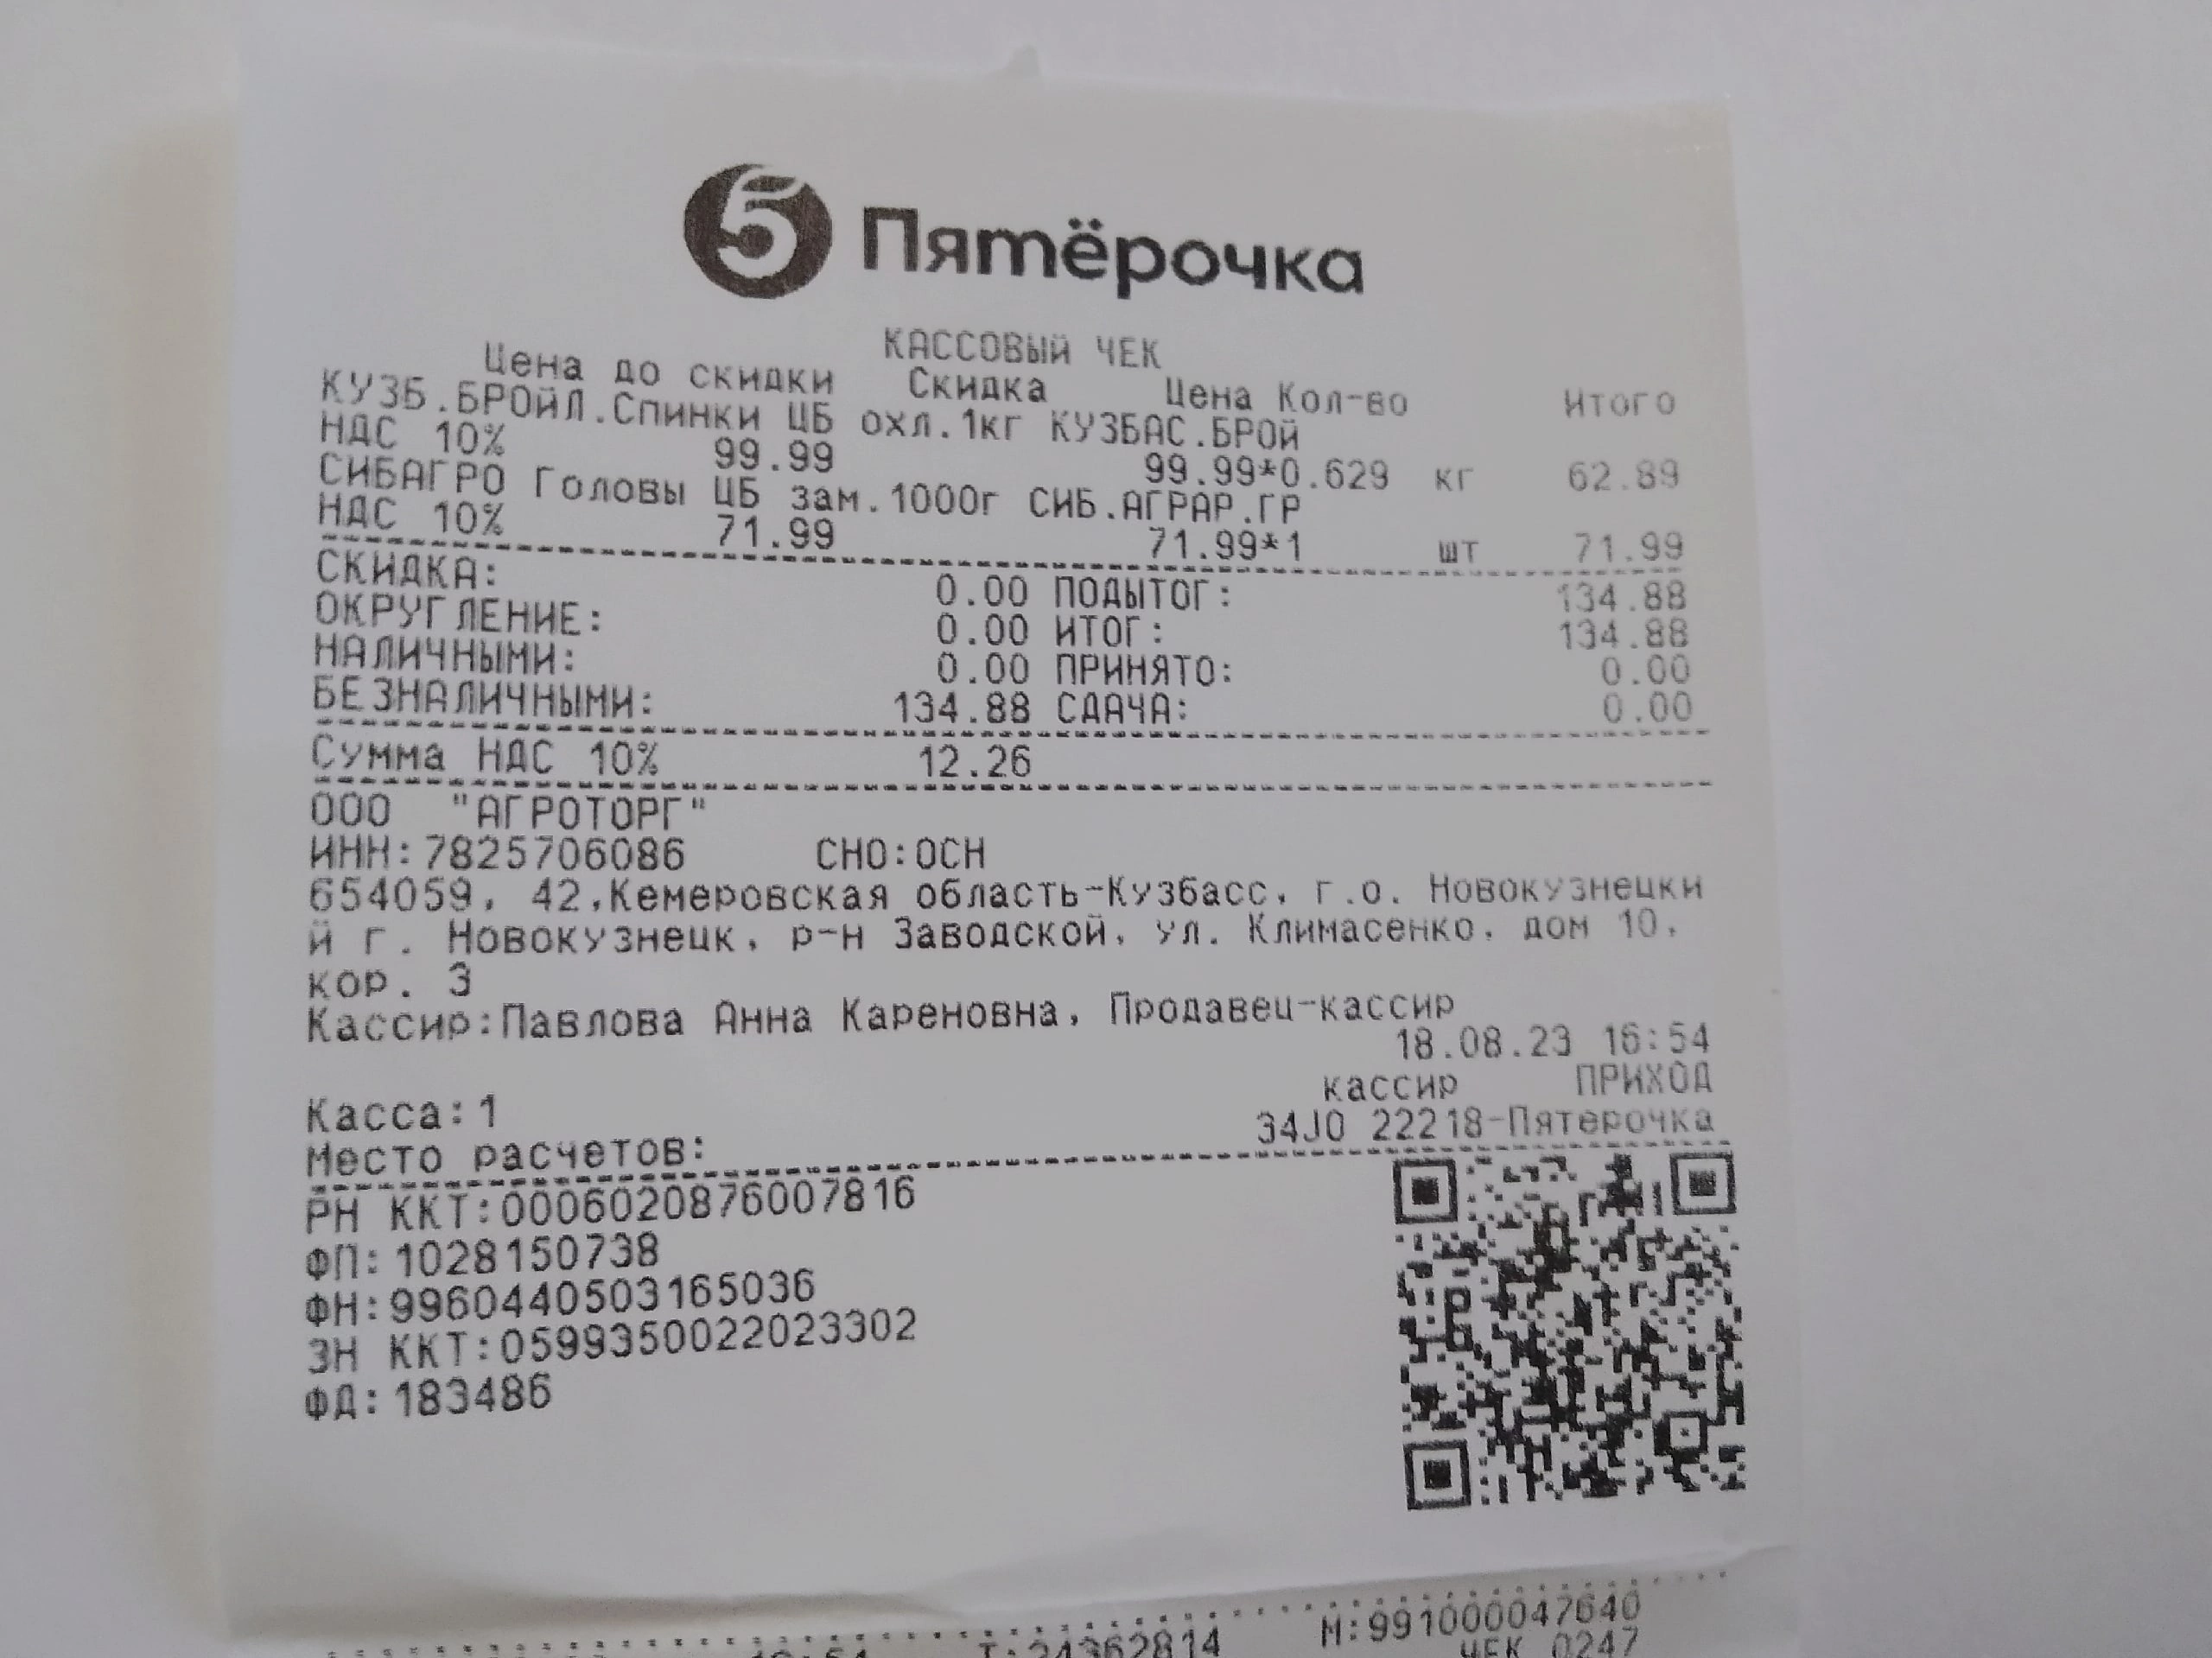 5 Пятёрочка
КАССОВЫЙ ЧЕК
Цена до скидки Скидка Цена Кол-во Итого
КУЗБ.БРОЙЛ.Спинки ЦБ охл.1кг КУЗБАС.БРОЙ
НДС 10% 99.99 99.99*0.629 кг 62.89
СИБАГРО Головы ЦБ зам.1000г СИБ.АГРАР.ГР
НДС 10% 71.99 71.99*1 шт 71.99
СКИДКА: 0.00 ПОДЫТОГ: 134.88
ОКРУГЛЕНИЕ: 0.00 ИТОГ: 134.88
НАЛИЧНЫМИ: 0.00 ПРИНЯТО: 0.00
БЕЗНАЛИЧНЫМИ: 134.88 СДАЧА: 0.00
Сумма НДС 10% 12.26
ООО "АГРОТОРГ"
ИНН:7825706086 СНО:ОСН
654059, 42,Кемеровская область-Кузбасс, г.о. Новокузнецки
й г. Новокузнецк, р-н Заводской, ул. Климасенко, дом 10,
кор. 3
Кассир:Павлова Анна Кареновна, Продавец-кассир
18.08.23 16:54
кассир ПРИХОД
Касса:1 34J0 22218-Пятерочка
Место расчетов:
РН ККТ:0006020876007816
ФП:1028150738
ФН:9960440503165036
ЗН ККТ:0599350022023302
ФД:183486
М:991000047640
Т:24362814
ЧЕК 0247